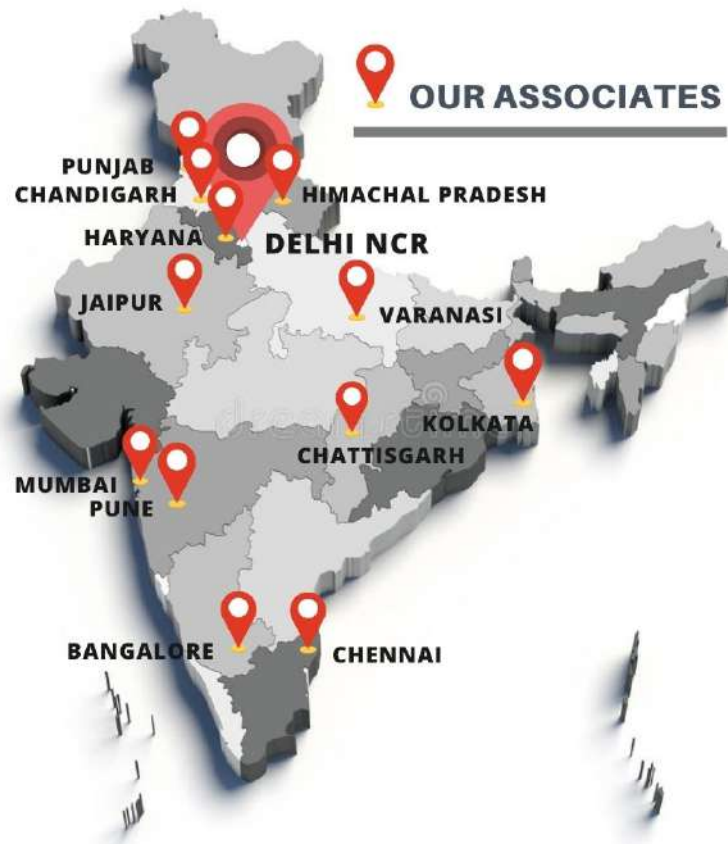 OUR ASSOCIATES
PUNJAB
CHANDIGARH
HIMACHAL PRADESH
HARYANA
DELHI NCR
JAIPUR
VARANASI
KOLKATA
CHATTISGARH
MUMBAI
PUNE
BANGALORE
CHENNAI